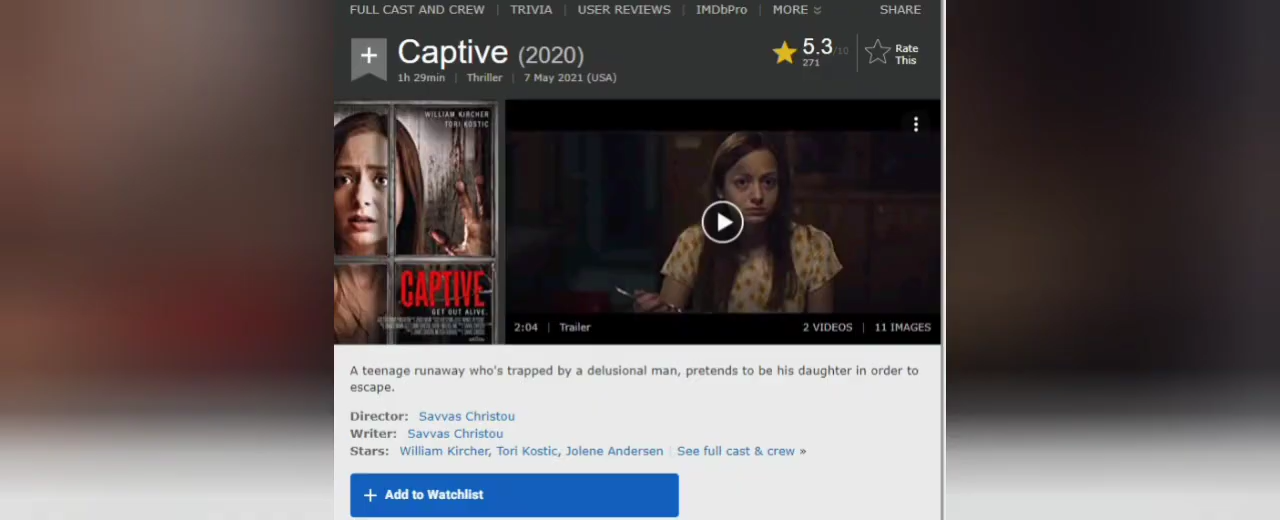 FULL CAST AND CREW | TRIVIA | USER REVIEWS | IMDbPro | MORE SHARE
+ Captive (2020)
5.3/10
271
Rate This
1h 29min | Thriller | 7 May 2021 (USA)
WILLIAM KIRCHER
TORI KOSTIC
CAPTIVE
GET OUT ALIVE.
2:04 | Trailer 2 VIDEOS | 11 IMAGES
A teenage runaway who's trapped by a delusional man, pretends to be his daughter in order to
escape.
Director: Savvas Christou
Writer: Savvas Christou
Stars: William Kircher, Tori Kostic, Jolene Andersen | See full cast & crew »
+ Add to Watchlist